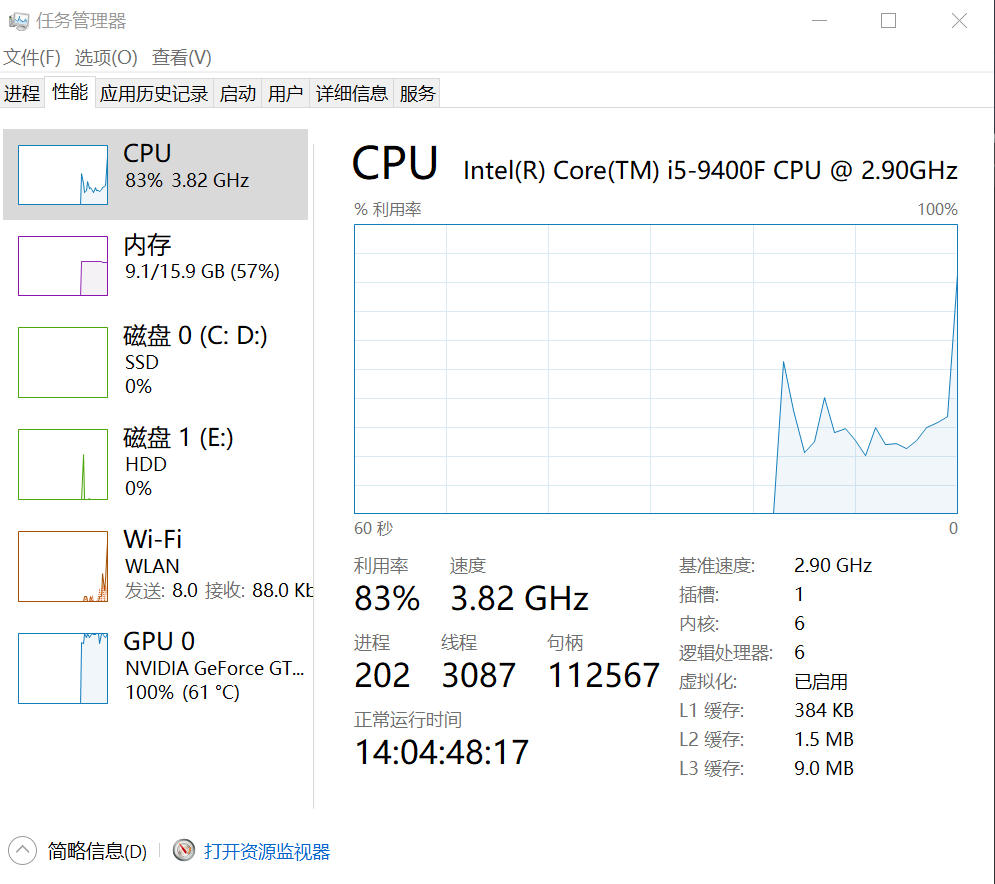 任务管理器
文件(F) 选项(O) 查看(V)
进程 性能 应用历史记录 启动 用户 详细信息 服务
CPU
83% 3.82 GHz
内存
9.1/15.9 GB (57%)
磁盘 0 (C: D:)
SSD
0%
磁盘 1 (E:)
HDD
0%
Wi-Fi
WLAN
发送: 8.0 接收: 88.0 Kb
GPU 0
NVIDIA GeForce GT...
100% (61 °C)
CPU Intel(R) Core(TM) i5-9400F CPU @ 2.90GHz
% 利用率 100%
60 秒 0
利用率 速度
83% 3.82 GHz
进程 线程 句柄
202 3087 112567
正常运行时间
14:04:48:17
基准速度: 2.90 GHz
插槽: 1
内核: 6
逻辑处理器: 6
虚拟化: 已启用
L1 缓存: 384 KB
L2 缓存: 1.5 MB
L3 缓存: 9.0 MB
简略信息(D) 打开资源监视器